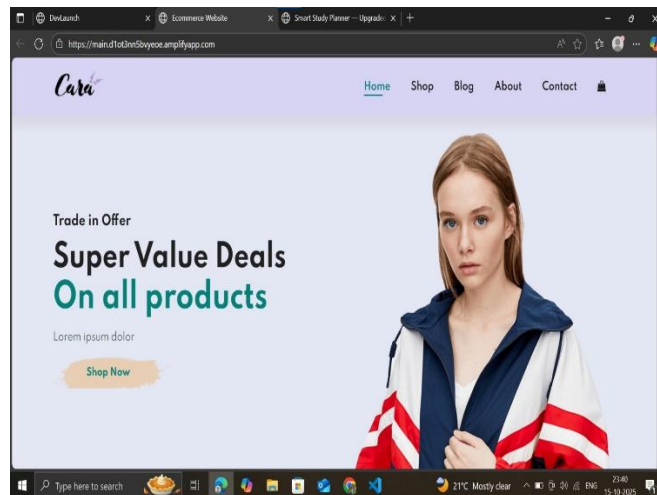 DevLaunch
Ecommerce Website
Smart Study Planner — Upgraded
https://main.d1ot3nn5bvyeoe.amplifyapp.com
Cara
Home Shop Blog About Contact
Trade in Offer
Super Value Deals
On all products
Lorem ipsum dolor
Shop Now
Type here to search
21°C Mostly clear
ENG
23:40
15-10-2025